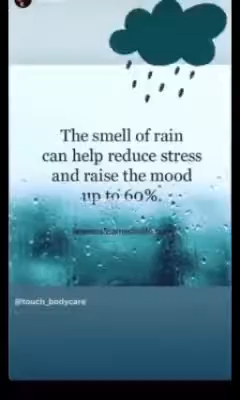 The smell of rain
can help reduce stress
and raise the mood
up to 60%.
@touch_bodycare